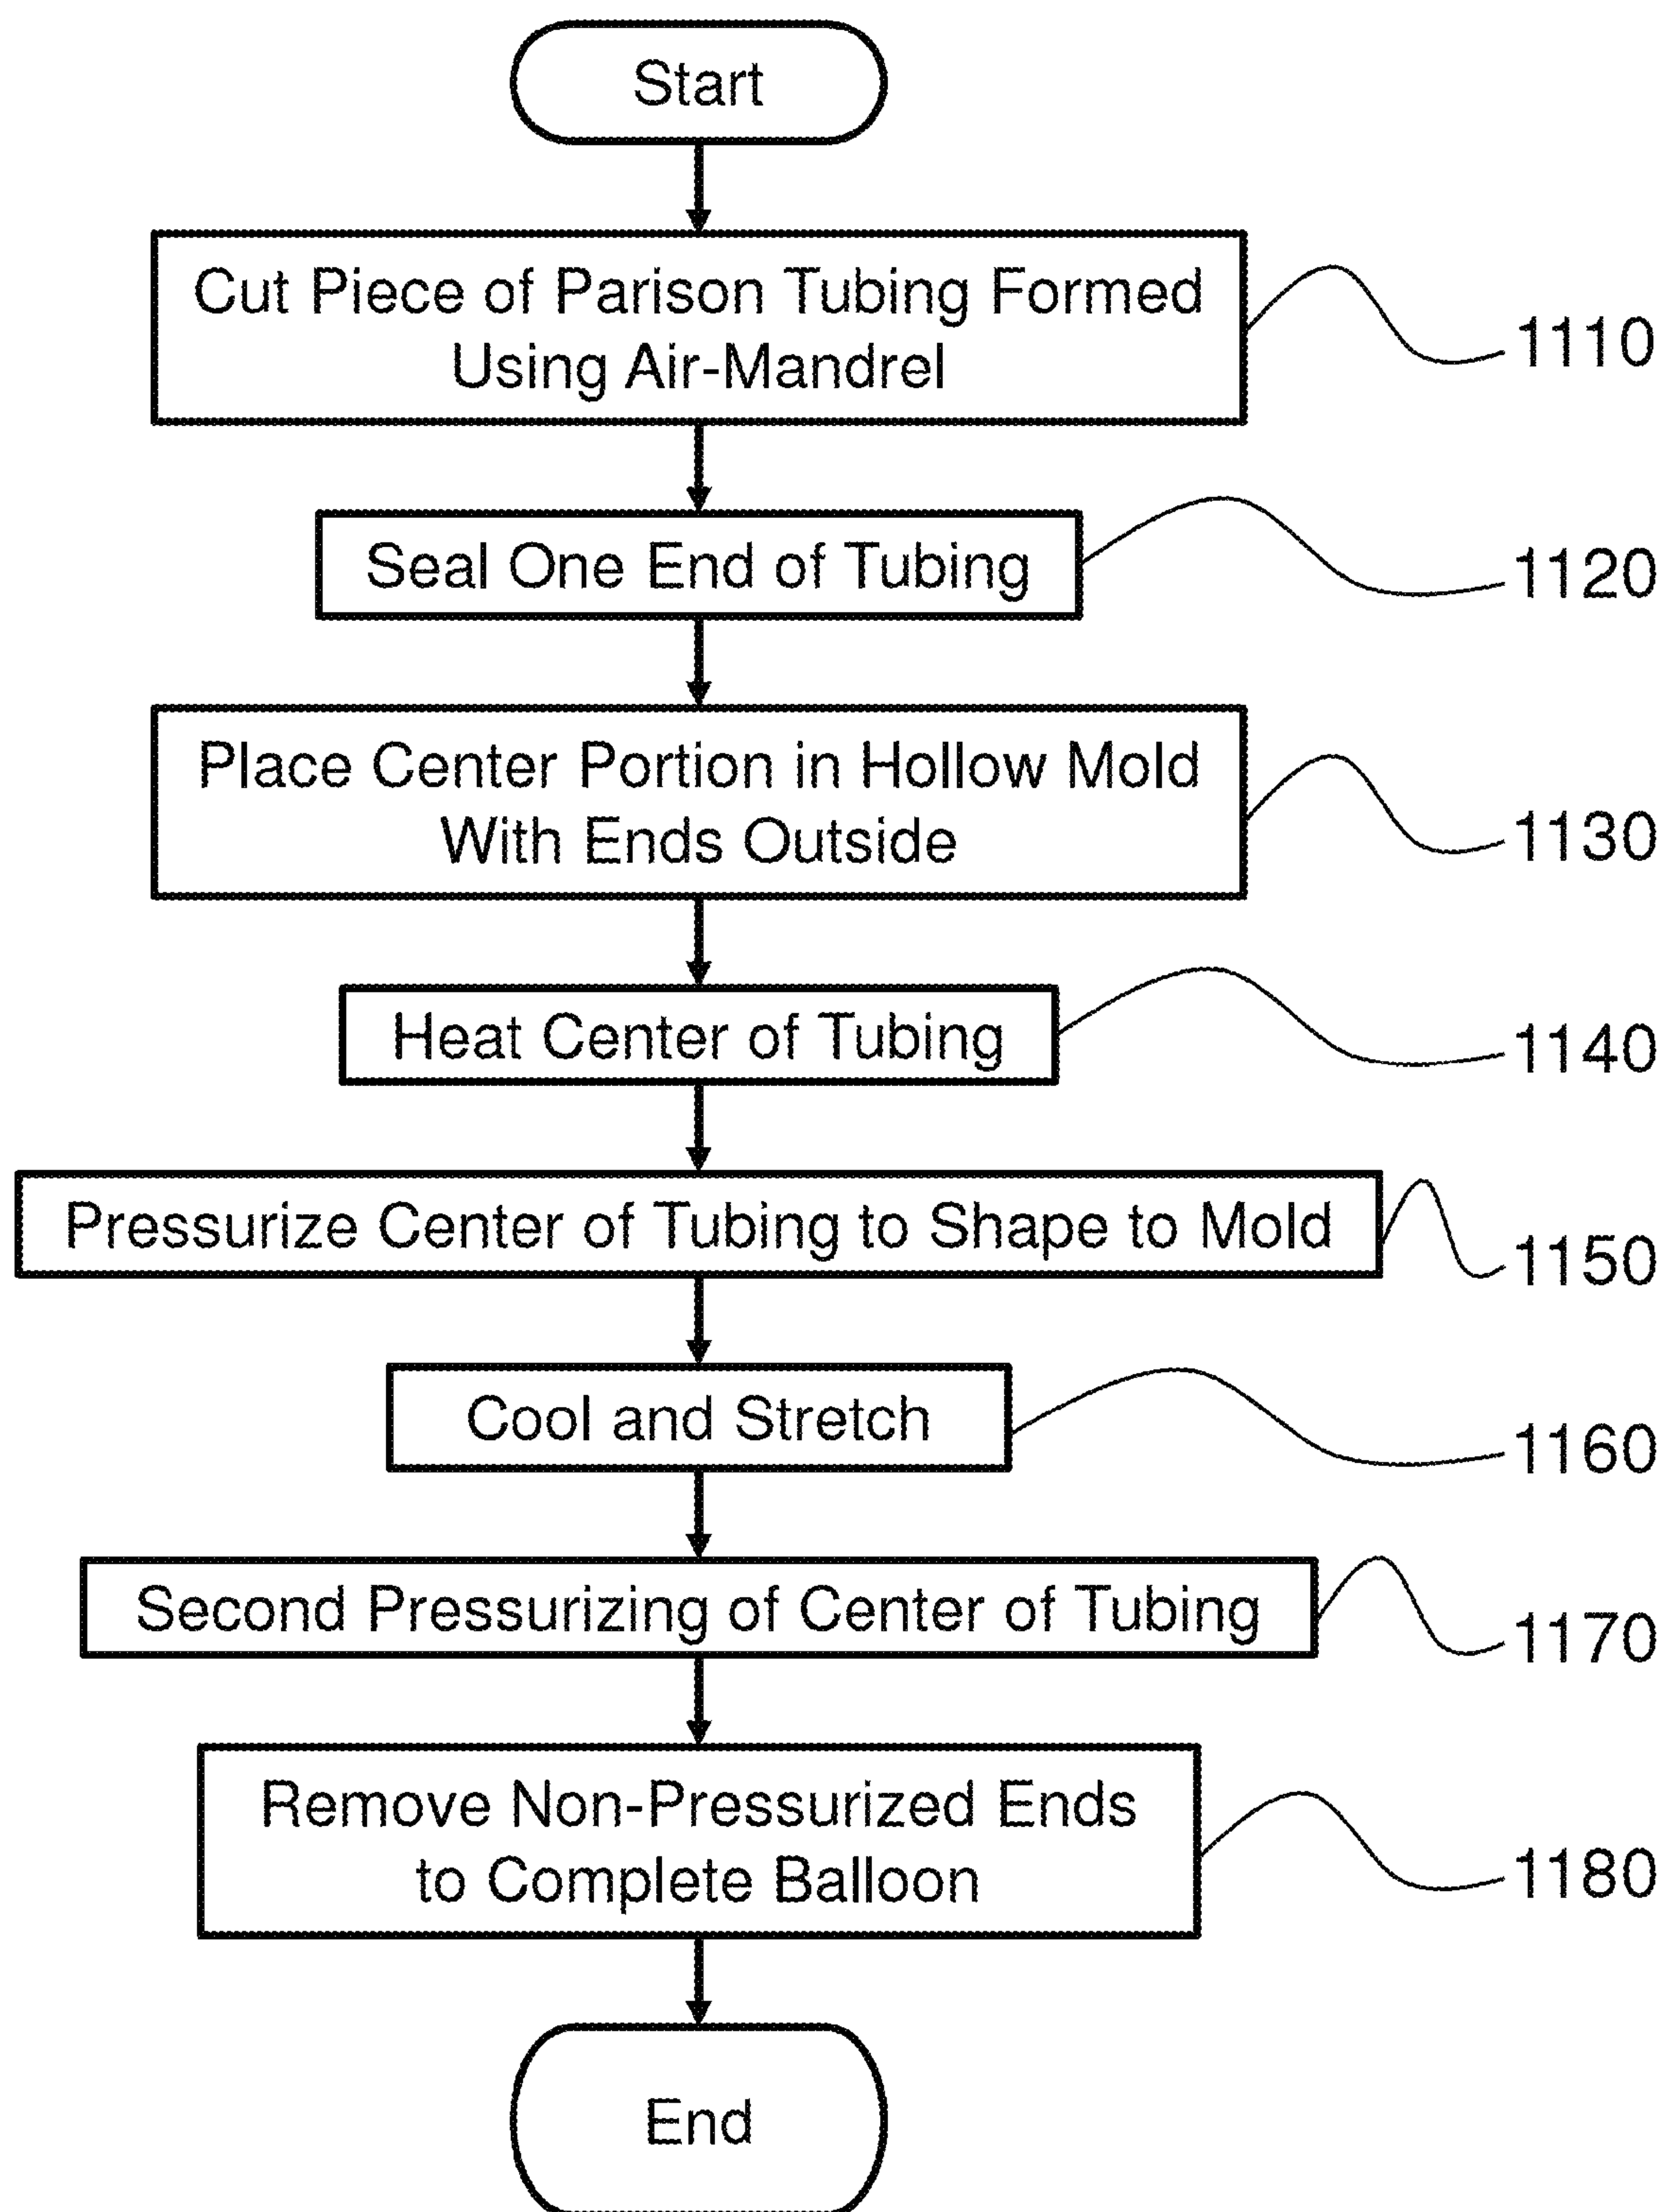 Start
Cut Piece of Parison Tubing Formed
Using Air-Mandrel
1110
Seal One End of Tubing
1120
Place Center Portion in Hollow Mold
With Ends Outside
1130
Heat Center of Tubing
1140
Pressurize Center of Tubing to Shape to Mold
1150
Cool and Stretch
1160
Second Pressurizing of Center of Tubing
1170
Remove Non-Pressurized Ends
to Complete Balloon
1180
End